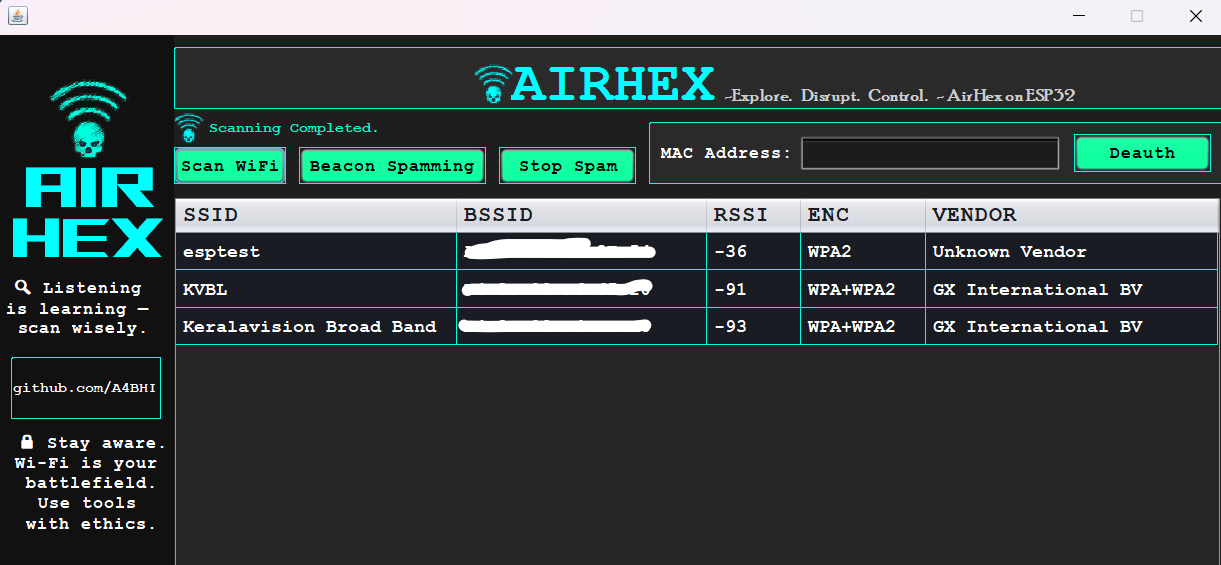 AIRHEX ~Explore. Disrupt. Control. ~ AirHex on ESP32
Scanning Completed.
Scan WiFi
Beacon Spamming
Stop Spam
MAC Address:
Deauth
AIR
HEX
🔍 Listening
is learning —
scan wisely.
github.com/A4BHI
🔒 Stay aware.
Wi-Fi is your
battlefield.
Use tools
with ethics.
SSID BSSID RSSI ENC VENDOR
esptest -36 WPA2 Unknown Vendor
KVBL -91 WPA+WPA2 GX International BV
Keralavision Broad Band -93 WPA+WPA2 GX International BV